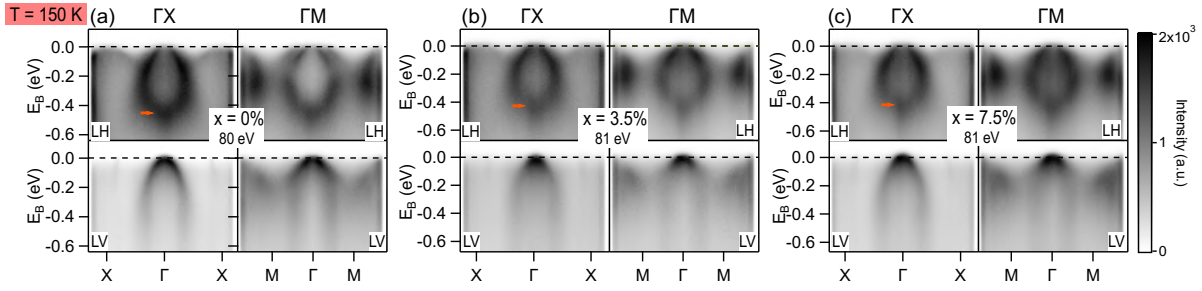 T = 150 K
(a) ΓX ΓM
(b) ΓX ΓM
(c) ΓX ΓM
E_B (eV)
0.0
-0.2
-0.4
-0.6
LH
x = 0%
80 eV
LH
E_B (eV)
0.0
-0.2
-0.4
-0.6
LV
LV
X Γ X M Γ M
E_B (eV)
0.0
-0.2
-0.4
-0.6
LH
x = 3.5%
81 eV
LH
E_B (eV)
0.0
-0.2
-0.4
-0.6
LV
LV
X Γ X M Γ M
E_B (eV)
0.0
-0.2
-0.4
-0.6
LH
x = 7.5%
81 eV
LH
E_B (eV)
0.0
-0.2
-0.4
-0.6
LV
LV
X Γ X M Γ M
2x10³
1
0
Intensity (a.u.)